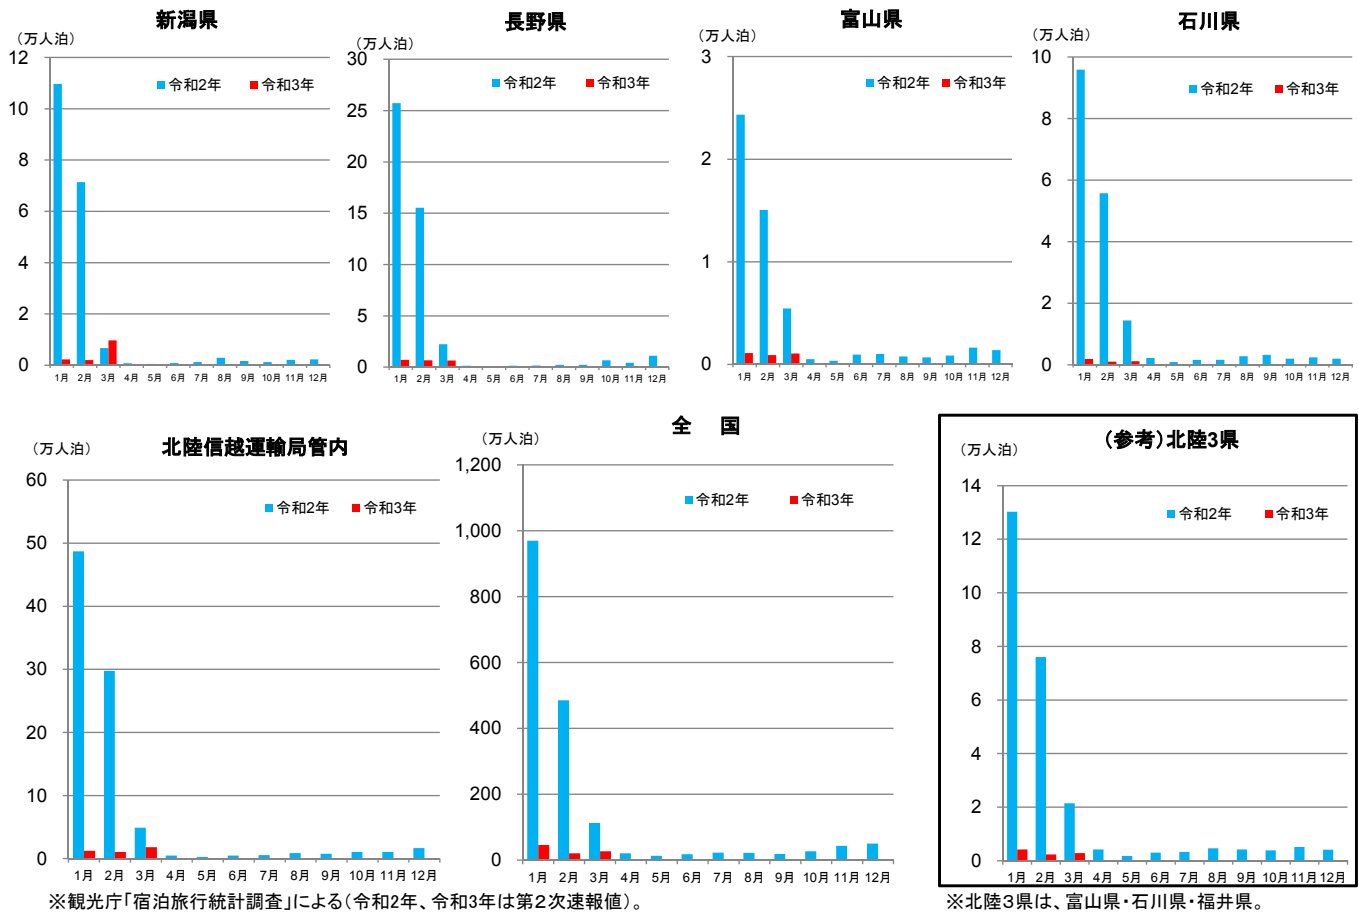 新潟県
(万人泊)
令和2年 令和3年
12
10
8
6
4
2
0
1月 2月 3月 4月 5月 6月 7月 8月 9月 10月 11月 12月
長野県
(万人泊)
令和2年 令和3年
30
25
20
15
10
5
0
1月 2月 3月 4月 5月 6月 7月 8月 9月 10月 11月 12月
富山県
(万人泊)
令和2年 令和3年
3
2
1
0
1月 2月 3月 4月 5月 6月 7月 8月 9月 10月 11月 12月
石川県
(万人泊)
令和2年 令和3年
10
8
6
4
2
0
1月 2月 3月 4月 5月 6月 7月 8月 9月 10月 11月 12月
北陸信越運輸局管内
(万人泊)
令和2年 令和3年
60
50
40
30
20
10
0
1月 2月 3月 4月 5月 6月 7月 8月 9月 10月 11月 12月
全 国
(万人泊)
令和2年 令和3年
1,200
1,000
800
600
400
200
0
1月 2月 3月 4月 5月 6月 7月 8月 9月 10月 11月 12月
(参考)北陸3県
(万人泊)
令和2年 令和3年
14
12
10
8
6
4
2
0
1月 2月 3月 4月 5月 6月 7月 8月 9月 10月 11月 12月
※観光庁「宿泊旅行統計調査」による(令和2年、令和3年は第2次速報値)。
※北陸3県は、富山県・石川県・福井県。